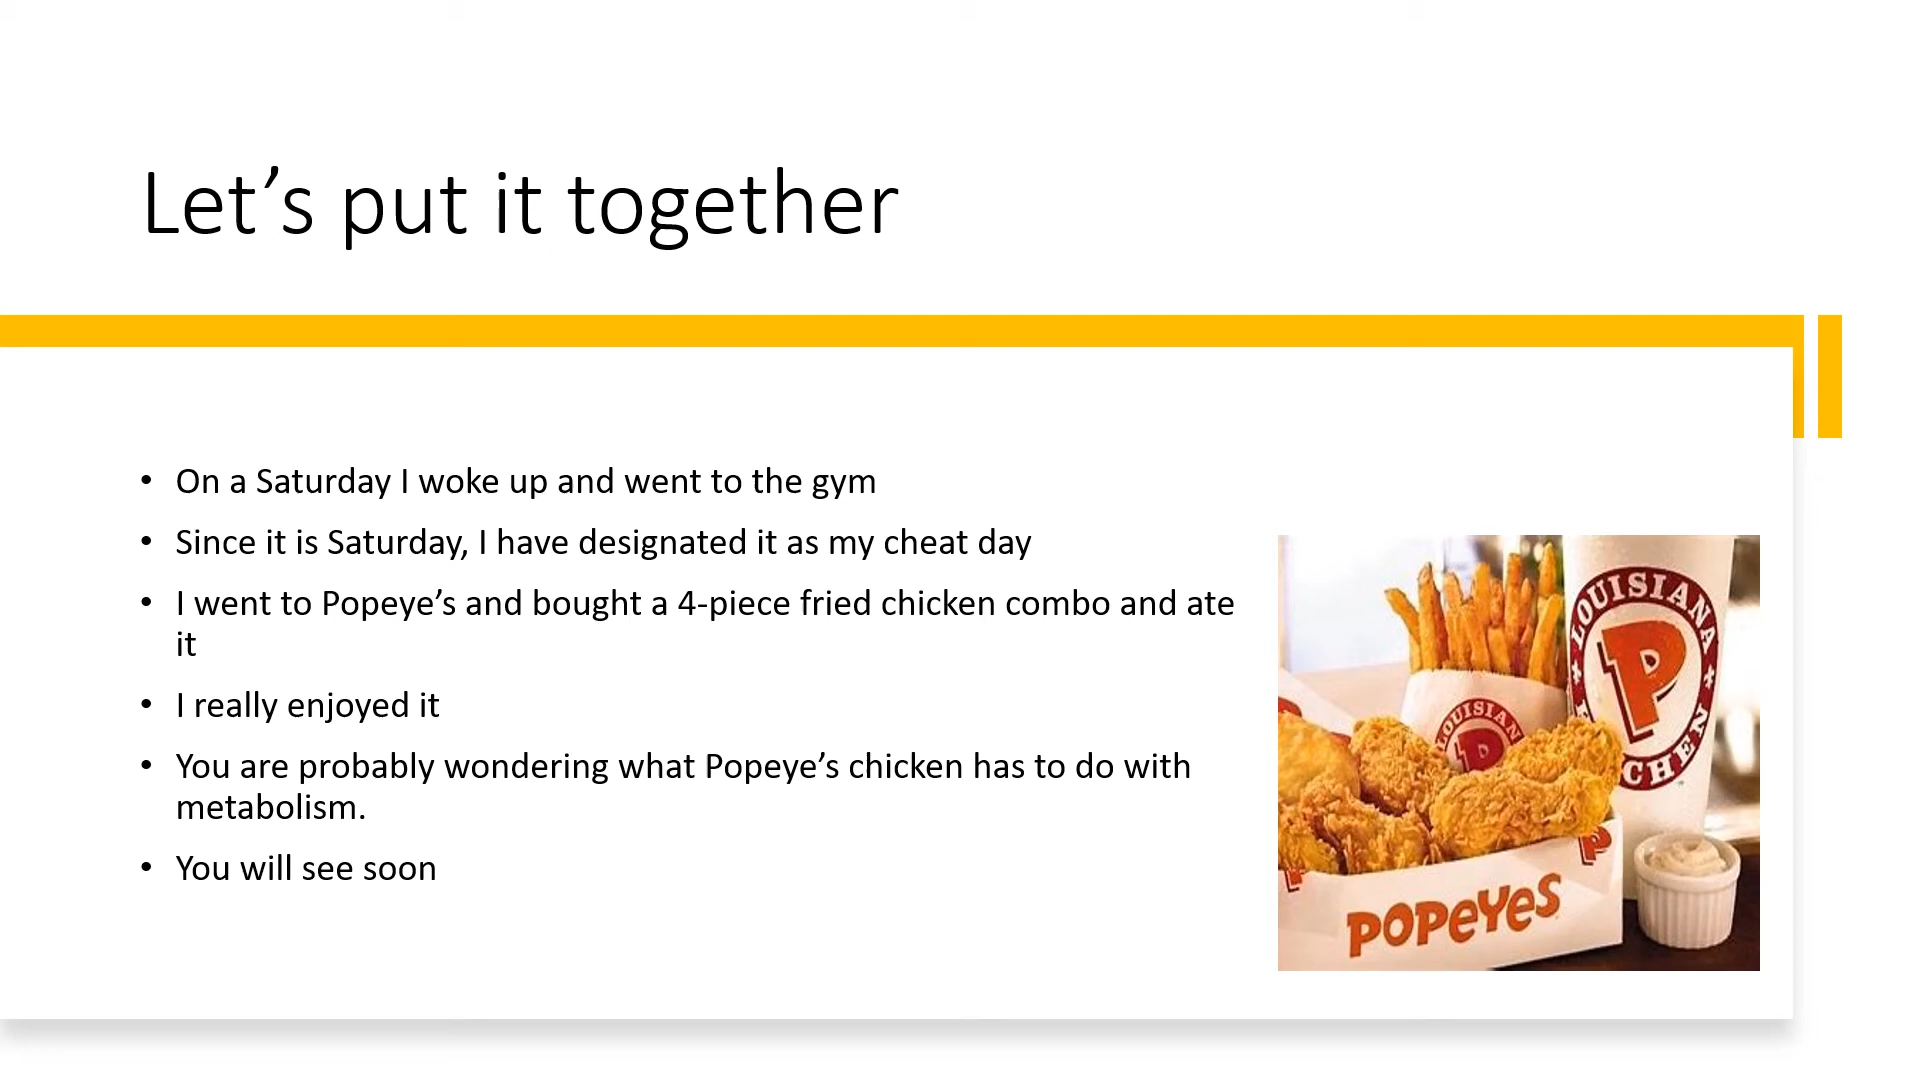 Let’s put it together
• On a Saturday I woke up and went to the gym
• Since it is Saturday, I have designated it as my cheat day
• I went to Popeye’s and bought a 4-piece fried chicken combo and ate
it
• I really enjoyed it
• You are probably wondering what Popeye’s chicken has to do with
metabolism.
• You will see soon
LOUISIANA
P
CHEN
LOUISIAN
P
P
POPEYES